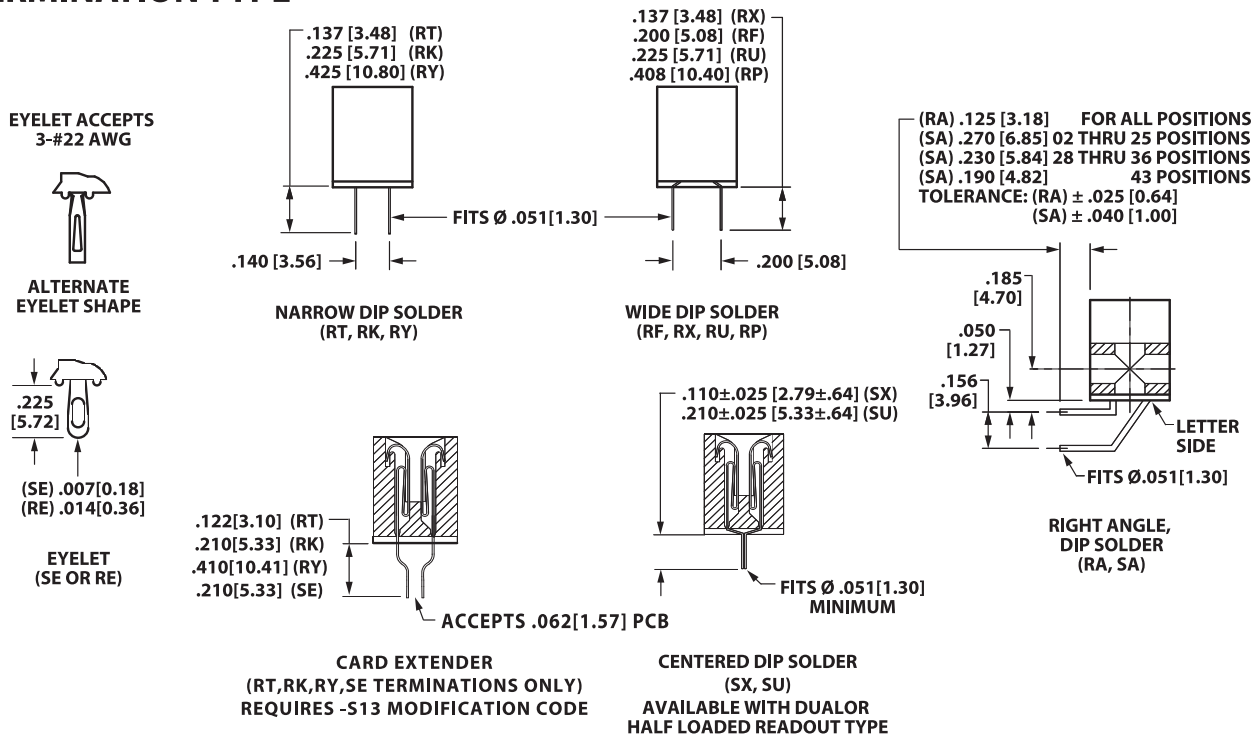 .137 [3.48] (RT)
.225 [5.71] (RK)
.425 [10.80] (RY)
.140 [3.56]
NARROW DIP SOLDER
(RT, RK, RY)
.137 [3.48] (RX)
.200 [5.08] (RF)
.225 [5.71] (RU)
.408 [10.40] (RP)
FITS Ø .051[1.30]
.200 [5.08]
WIDE DIP SOLDER
(RF, RX, RU, RP)
EYELET ACCEPTS
3-#22 AWG
ALTERNATE
EYELET SHAPE
.225
[5.72]
(SE) .007[0.18]
(RE) .014[0.36]
EYELET
(SE OR RE)
.122[3.10] (RT)
.210[5.33] (RK)
.410[10.41] (RY)
.210[5.33] (SE)
ACCEPTS .062[1.57] PCB
CARD EXTENDER
(RT,RK,RY,SE TERMINATIONS ONLY)
REQUIRES -S13 MODIFICATION CODE
.110±.025 [2.79±.64] (SX)
.210±.025 [5.33±.64] (SU)
FITS Ø .051[1.30]
MINIMUM
CENTERED DIP SOLDER
(SX, SU)
AVAILABLE WITH DUALOR
HALF LOADED READOUT TYPE
(RA) .125 [3.18] FOR ALL POSITIONS
(SA) .270 [6.85] 02 THRU 25 POSITIONS
(SA) .230 [5.84] 28 THRU 36 POSITIONS
(SA) .190 [4.82] 43 POSITIONS
TOLERANCE: (RA) ± .025 [0.64]
(SA) ± .040 [1.00]
.185
[4.70]
.050
[1.27]
.156
[3.96]
LETTER
SIDE
FITS Ø.051[1.30]
RIGHT ANGLE,
DIP SOLDER
(RA, SA)